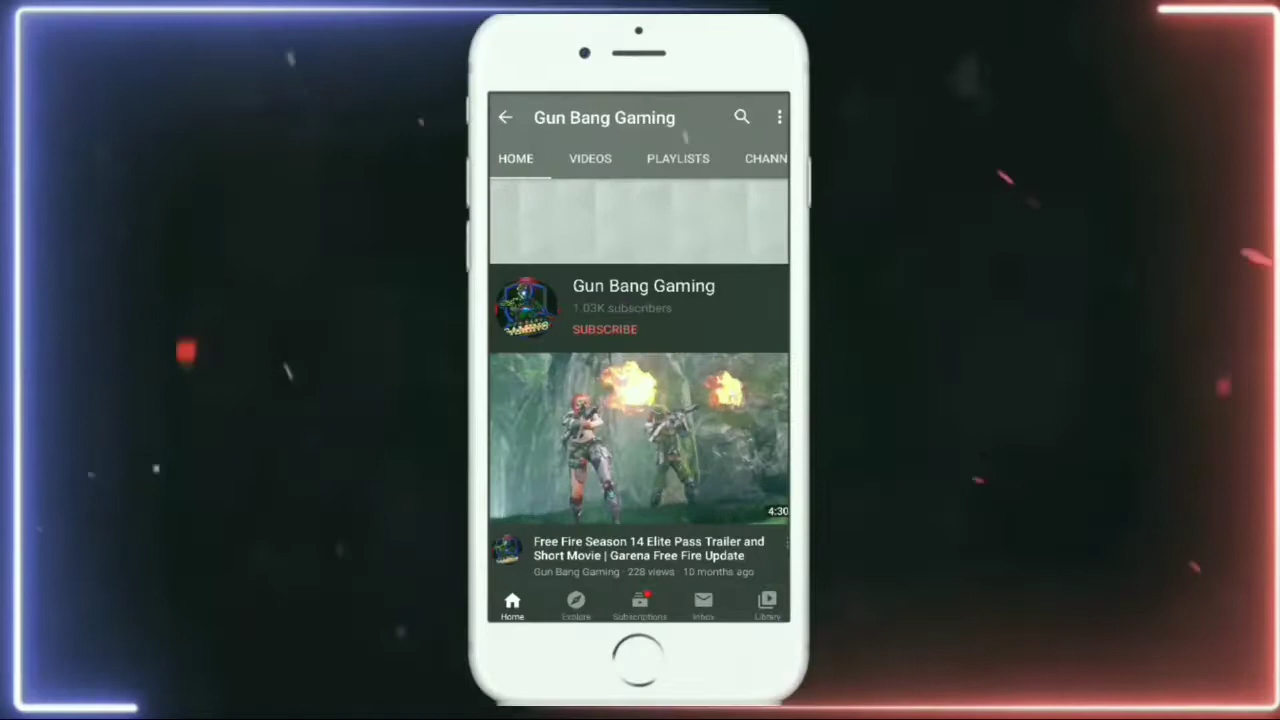 Gun Bang Gaming
HOME VIDEOS PLAYLISTS CHANN
Gun Bang Gaming
1.03K subscribers
SUBSCRIBE
4:30
Free Fire Season 14 Elite Pass Trailer and
Short Movie | Garena Free Fire Update
Gun Bang Gaming · 228 views · 10 months ago
Home Explore Subscriptions Inbox Library